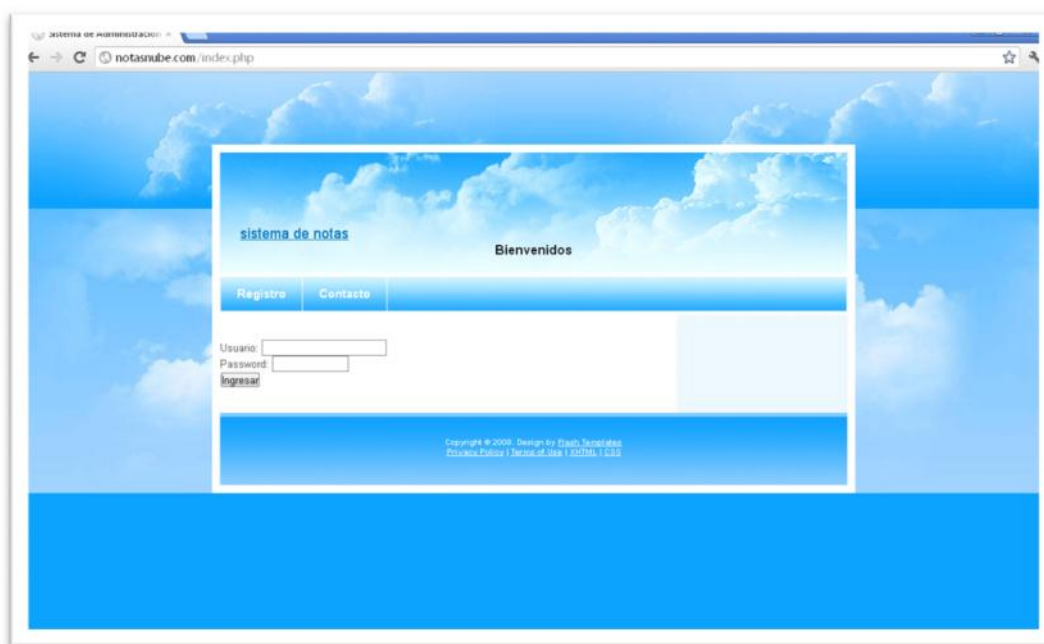 Sistema de Administración
notasnube.com/index.php
sistema de notas
Bienvenidos
Registro Contacto
Usuario:
Password:
Ingresar
Copyright © 2008. Design by Flash Templates
Privacy Policy | Terms of Use | XHTML | CSS